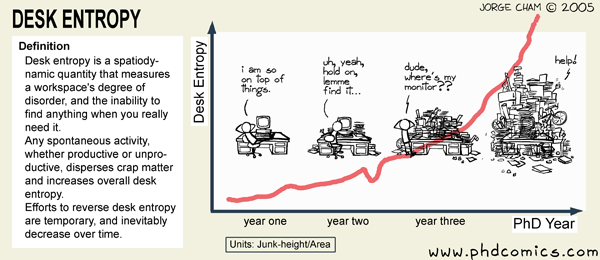 JORGE CHAM © 2005
DESK ENTROPY
Definition
Desk entropy is a spatiody-
namic quantity that measures
a workspace's degree of
disorder, and the inability to
find anything when you really
need it.
Any spontaneous activity,
whether productive or unpro-
ductive, disperses crap matter
and increases overall desk
entropy.
Efforts to reverse desk entropy
are temporary, and inevitably
decrease over time.
Desk Entropy
i am so
on top of
things.
uh, yeah,
hold on,
lemme
find it...
dude,
where's my
monitor??
help!
year one
year two
year three
PhD Year
Units: Junk-height/Area
www.phdcomics.com